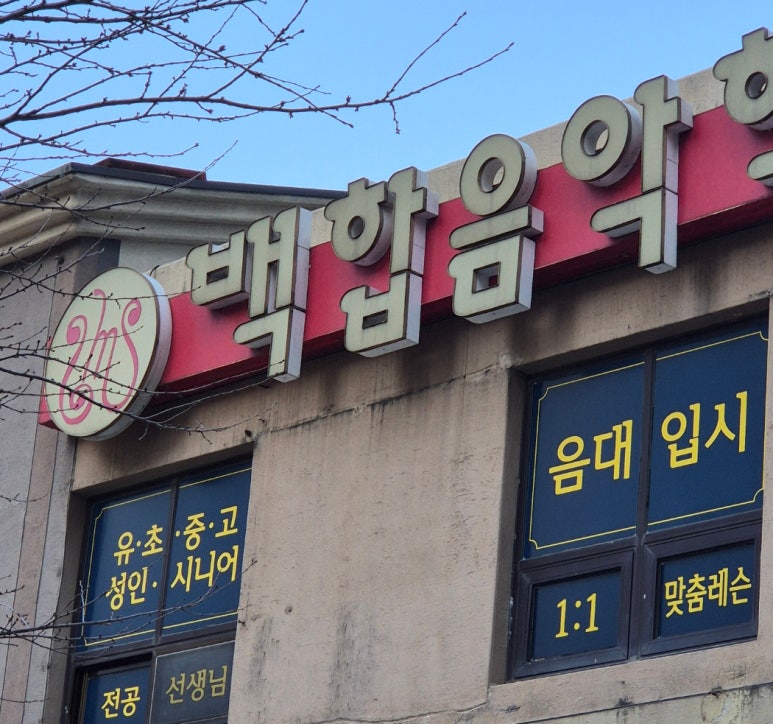 백합음악
유·초·중·고
성인·시니어
전공 선생님
음대 입시
1:1 맞춤레슨